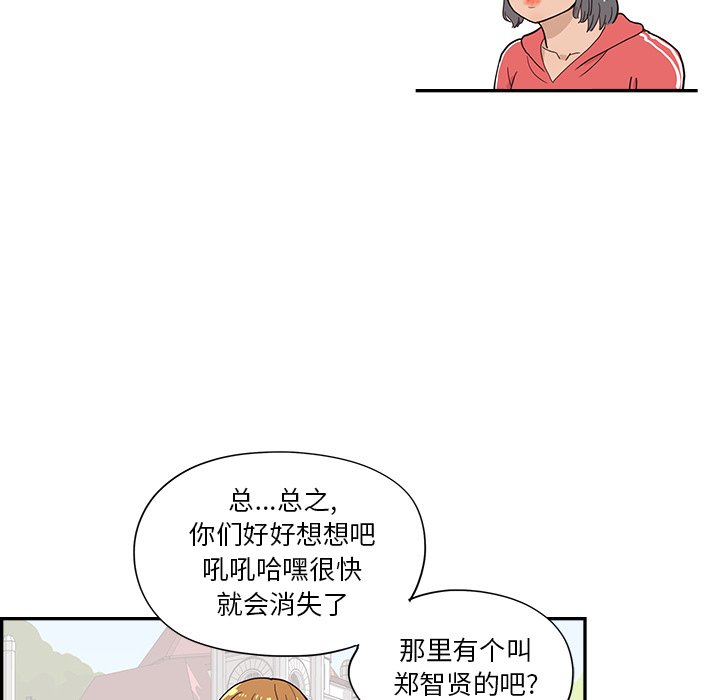 总...总之,
你们好好想想吧
吼吼哈嘿很快
就会消失了
那里有个叫
郑智贤的吧?